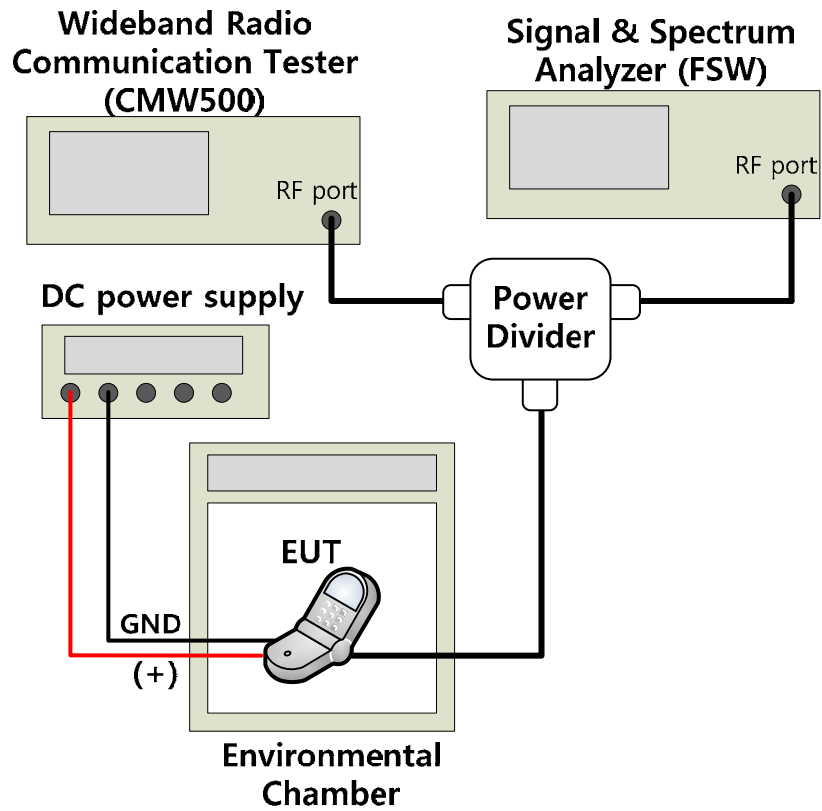 Wideband Radio
Communication Tester
(CMW500)
RF port
Signal & Spectrum
Analyzer (FSW)
RF port
Power
Divider
DC power supply
EUT
GND
(+)
Environmental
Chamber